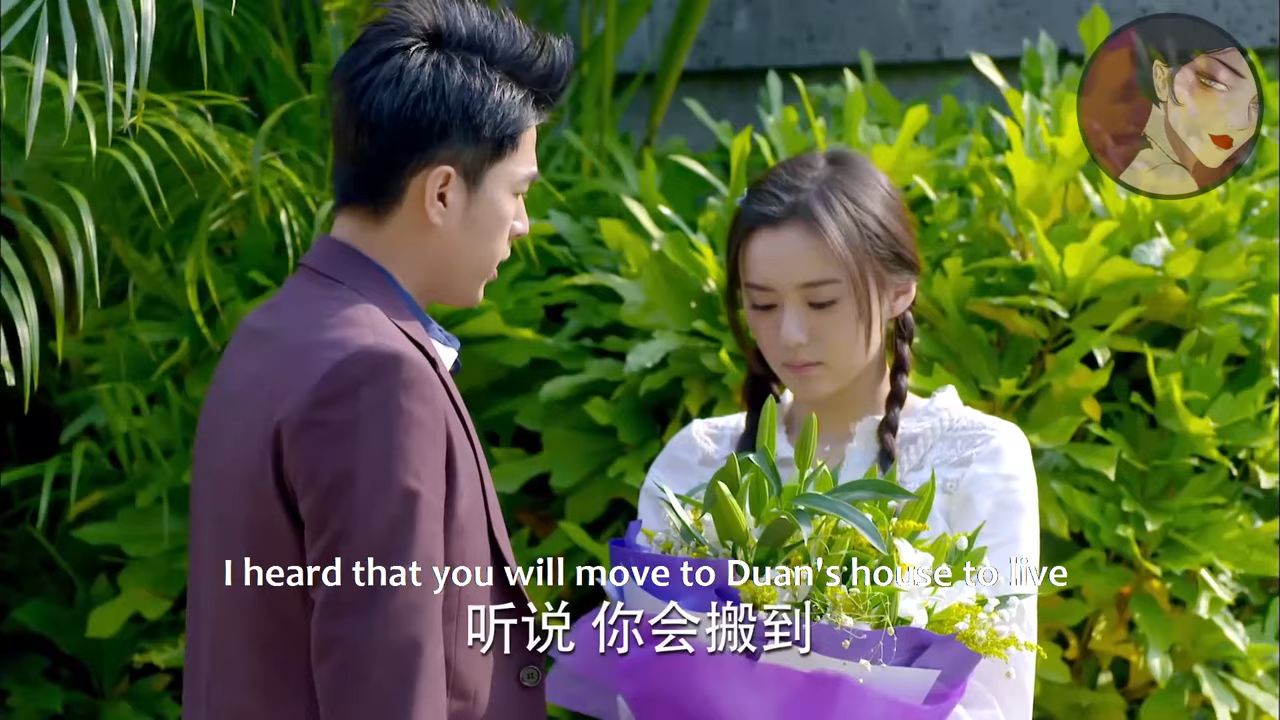 I heard that you will move to Duan's house to live
听说 你会搬到